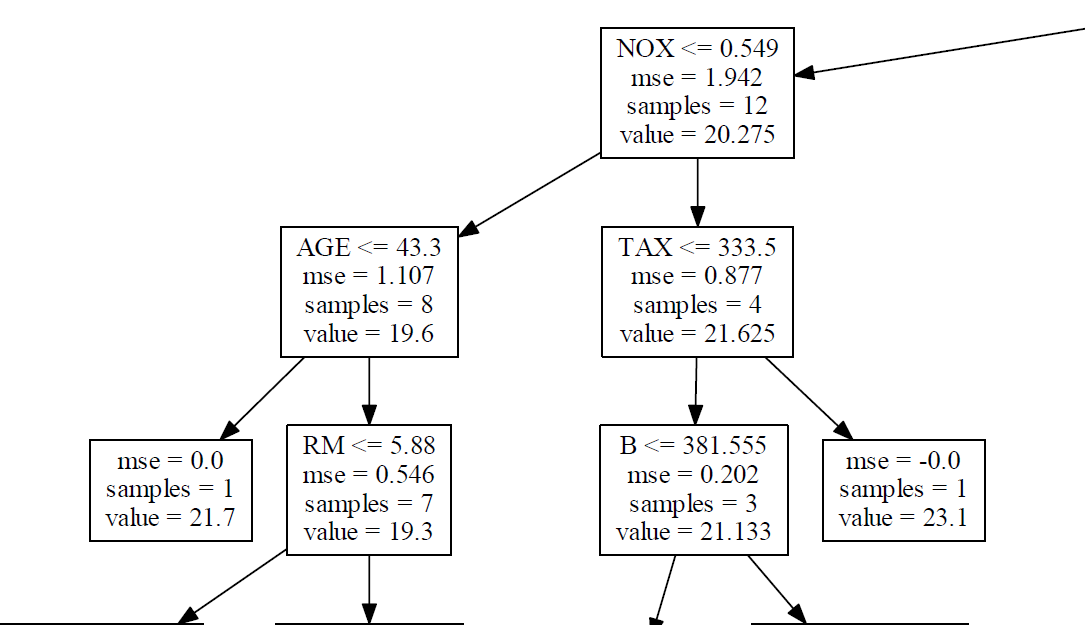 NOX <= 0.549
mse = 1.942
samples = 12
value = 20.275
AGE <= 43.3
mse = 1.107
samples = 8
value = 19.6
TAX <= 333.5
mse = 0.877
samples = 4
value = 21.625
mse = 0.0
samples = 1
value = 21.7
RM <= 5.88
mse = 0.546
samples = 7
value = 19.3
B <= 381.555
mse = 0.202
samples = 3
value = 21.133
mse = -0.0
samples = 1
value = 23.1